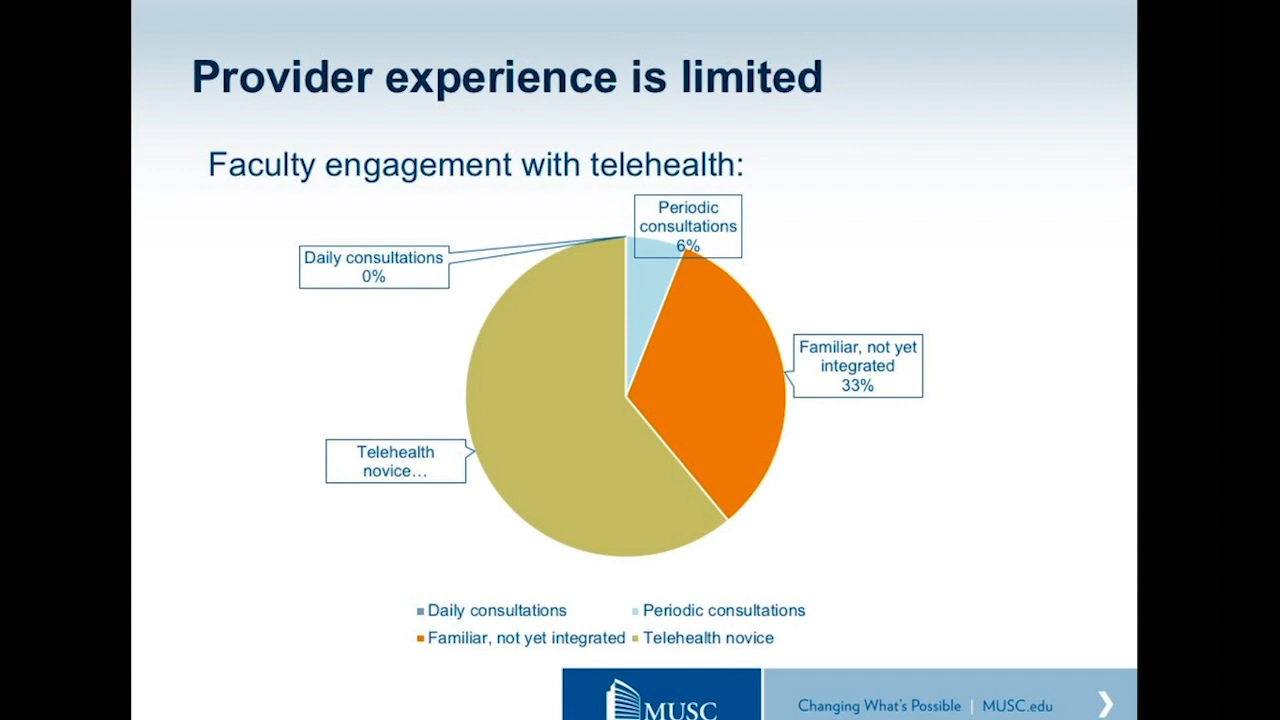 Provider experience is limited
Faculty engagement with telehealth:
Periodic
consultations
6%
Daily consultations
0%
Familiar, not yet
integrated
33%
Telehealth
novice…
Daily consultations
Periodic consultations
Familiar, not yet integrated
Telehealth novice
MUSC
Changing What's Possible | MUSC.edu